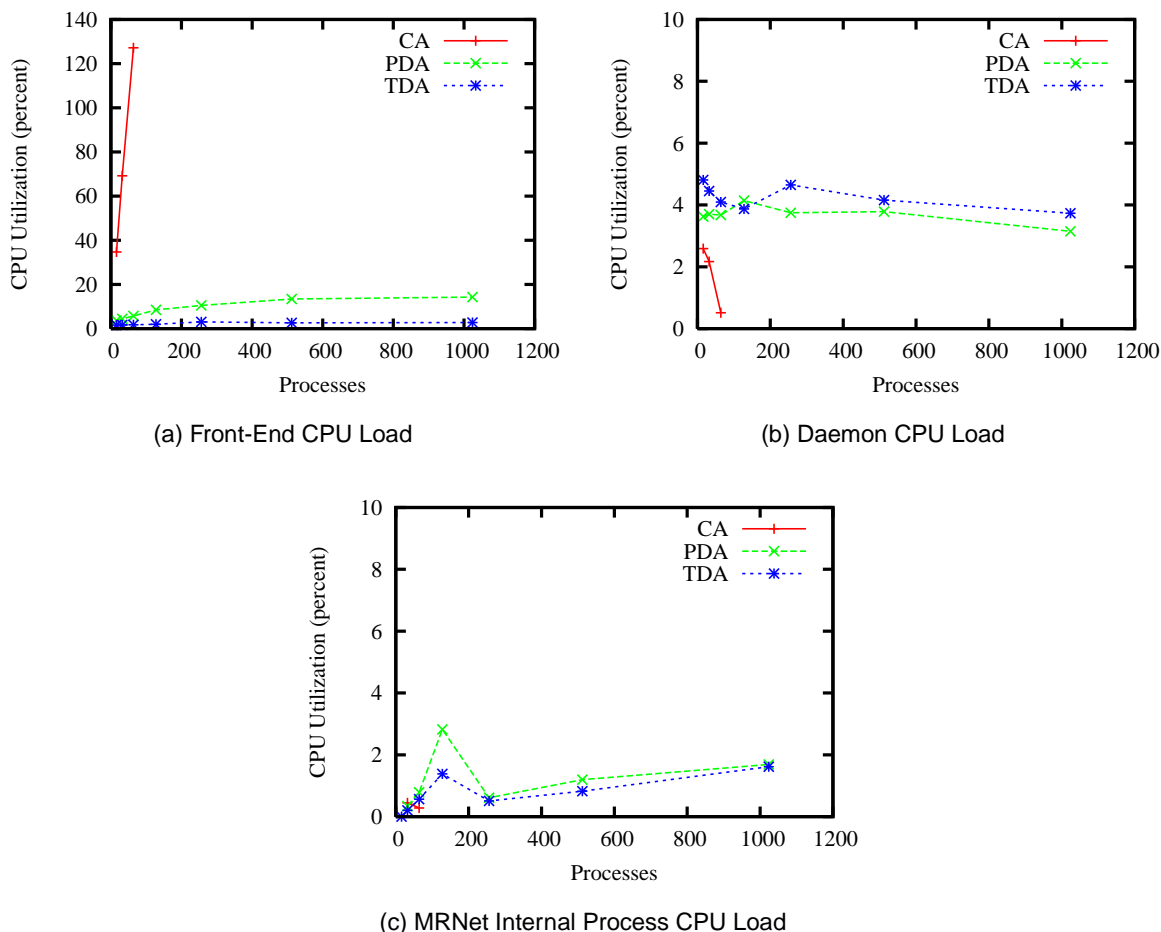 CPU Utilization (percent)
140
120
100
80
60
40
20
0
0 200 400 600 800 1000 1200
Processes
CA
PDA
TDA
(a) Front-End CPU Load
CPU Utilization (percent)
10
8
6
4
2
0
0 200 400 600 800 1000 1200
Processes
CA
PDA
TDA
(b) Daemon CPU Load
CPU Utilization (percent)
10
8
6
4
2
0
0 200 400 600 800 1000 1200
Processes
CA
PDA
TDA
(c) MRNet Internal Process CPU Load